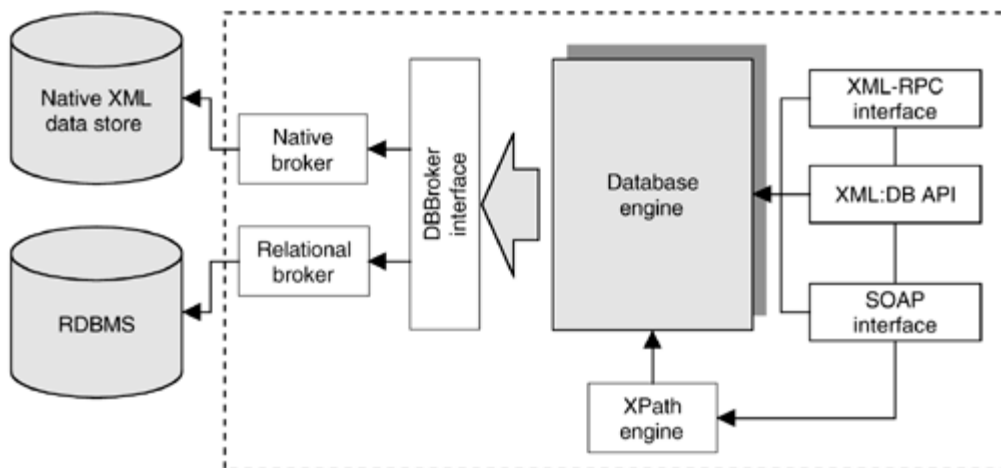 Native XML
data store
RDBMS
Native
broker
Relational
broker
DBBroker
interface
Database
engine
XPath
engine
XML-RPC
interface
XML:DB API
SOAP
interface